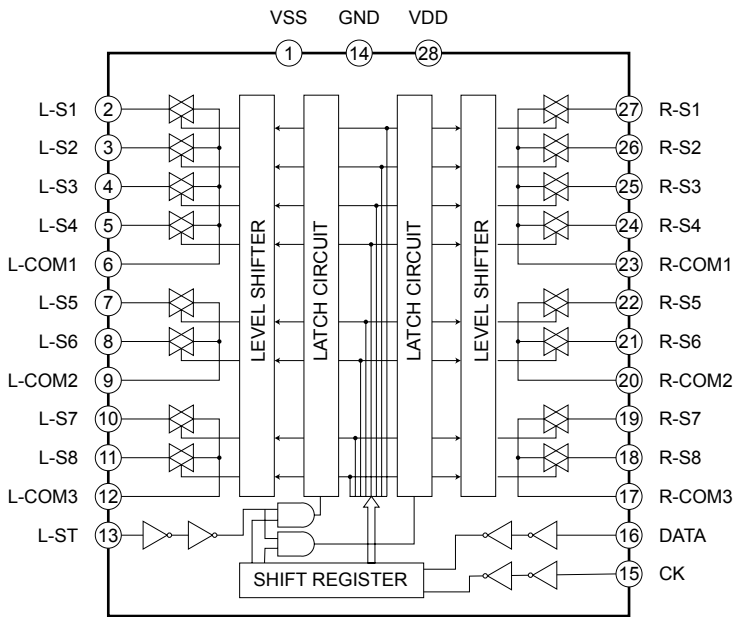 VSS GND VDD
1 14 28
L-S1 2 27 R-S1
L-S2 3 26 R-S2
L-S3 4 25 R-S3
L-S4 5 24 R-S4
L-COM1 6 23 R-COM1
L-S5 7 22 R-S5
L-S6 8 21 R-S6
L-COM2 9 20 R-COM2
L-S7 10 19 R-S7
L-S8 11 18 R-S8
L-COM3 12 17 R-COM3
L-ST 13 16 DATA
15 CK
LEVEL SHIFTER
LATCH CIRCUIT
LATCH CIRCUIT
LEVEL SHIFTER
SHIFT REGISTER